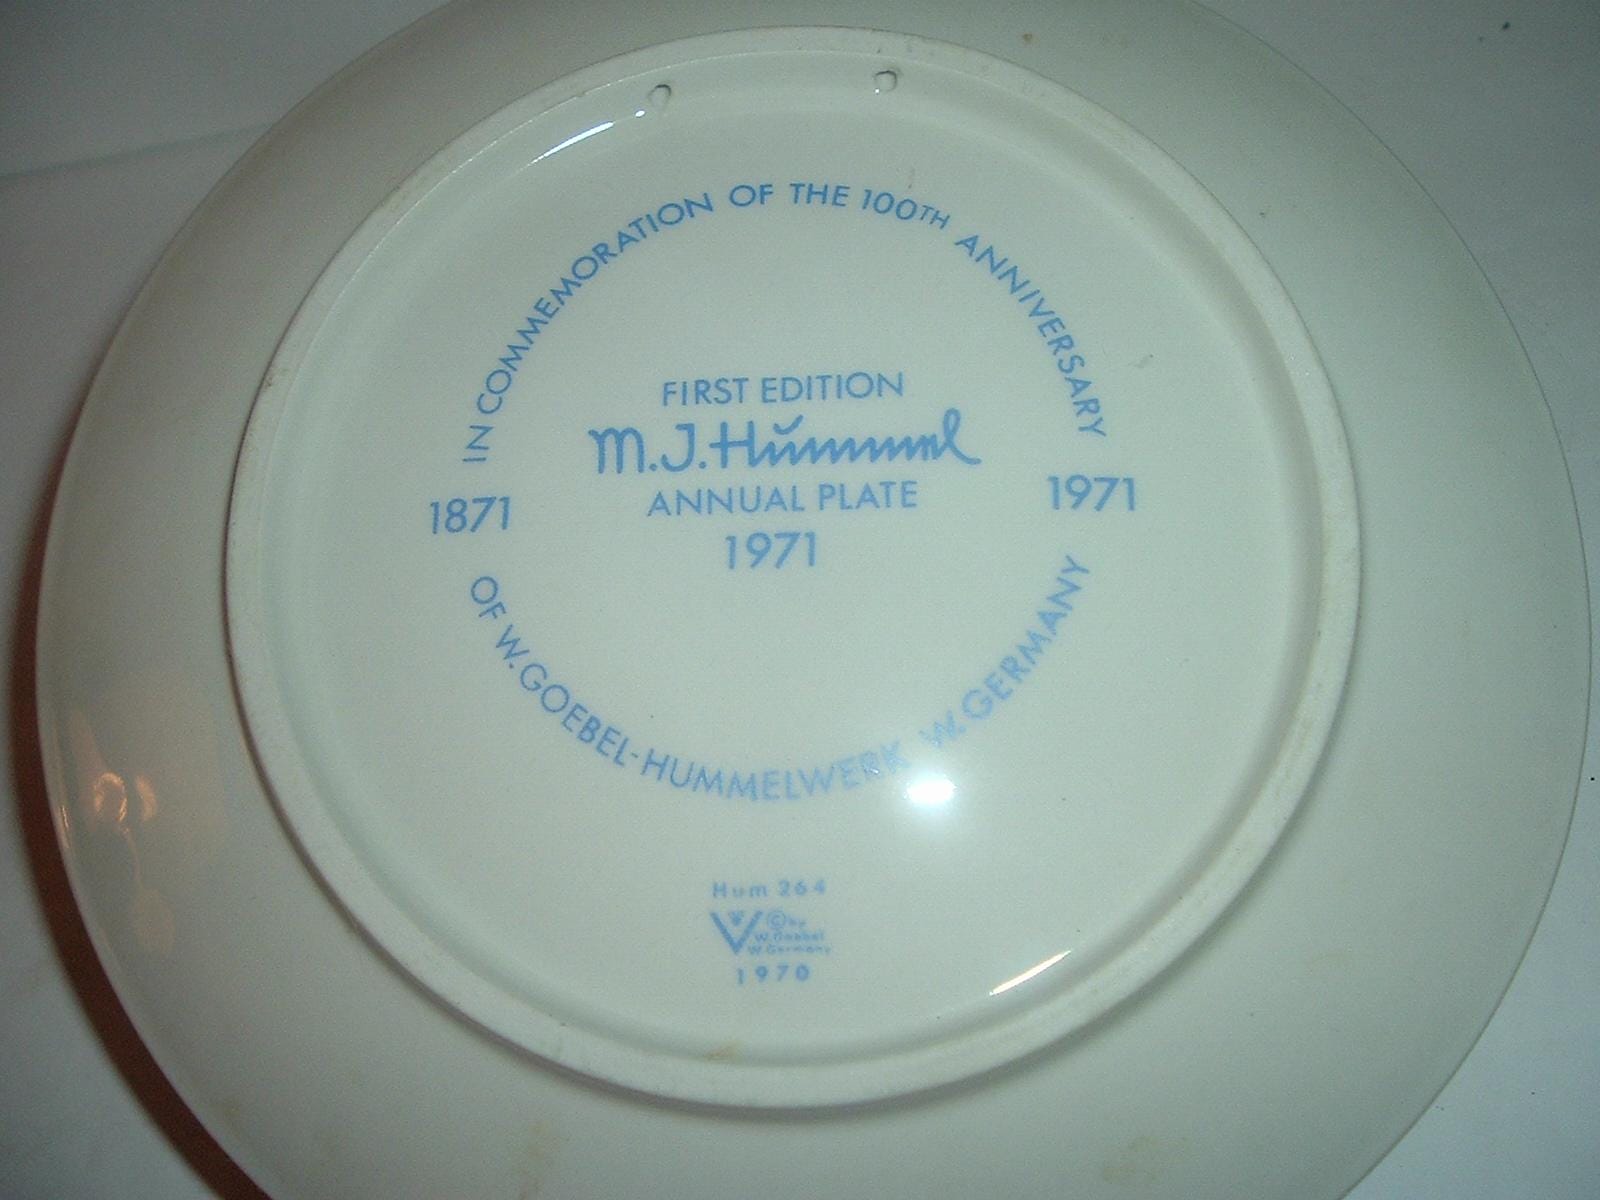 IN COMMEMORATION OF THE 100TH ANNIVERSARY
FIRST EDITION
M.J. Hummel
ANNUAL PLATE
1971
1871
1971
OF W. GOEBEL-HUMMELWERK W. GERMANY
Hum 264
© by
W. Goebel
W. Germany
1970